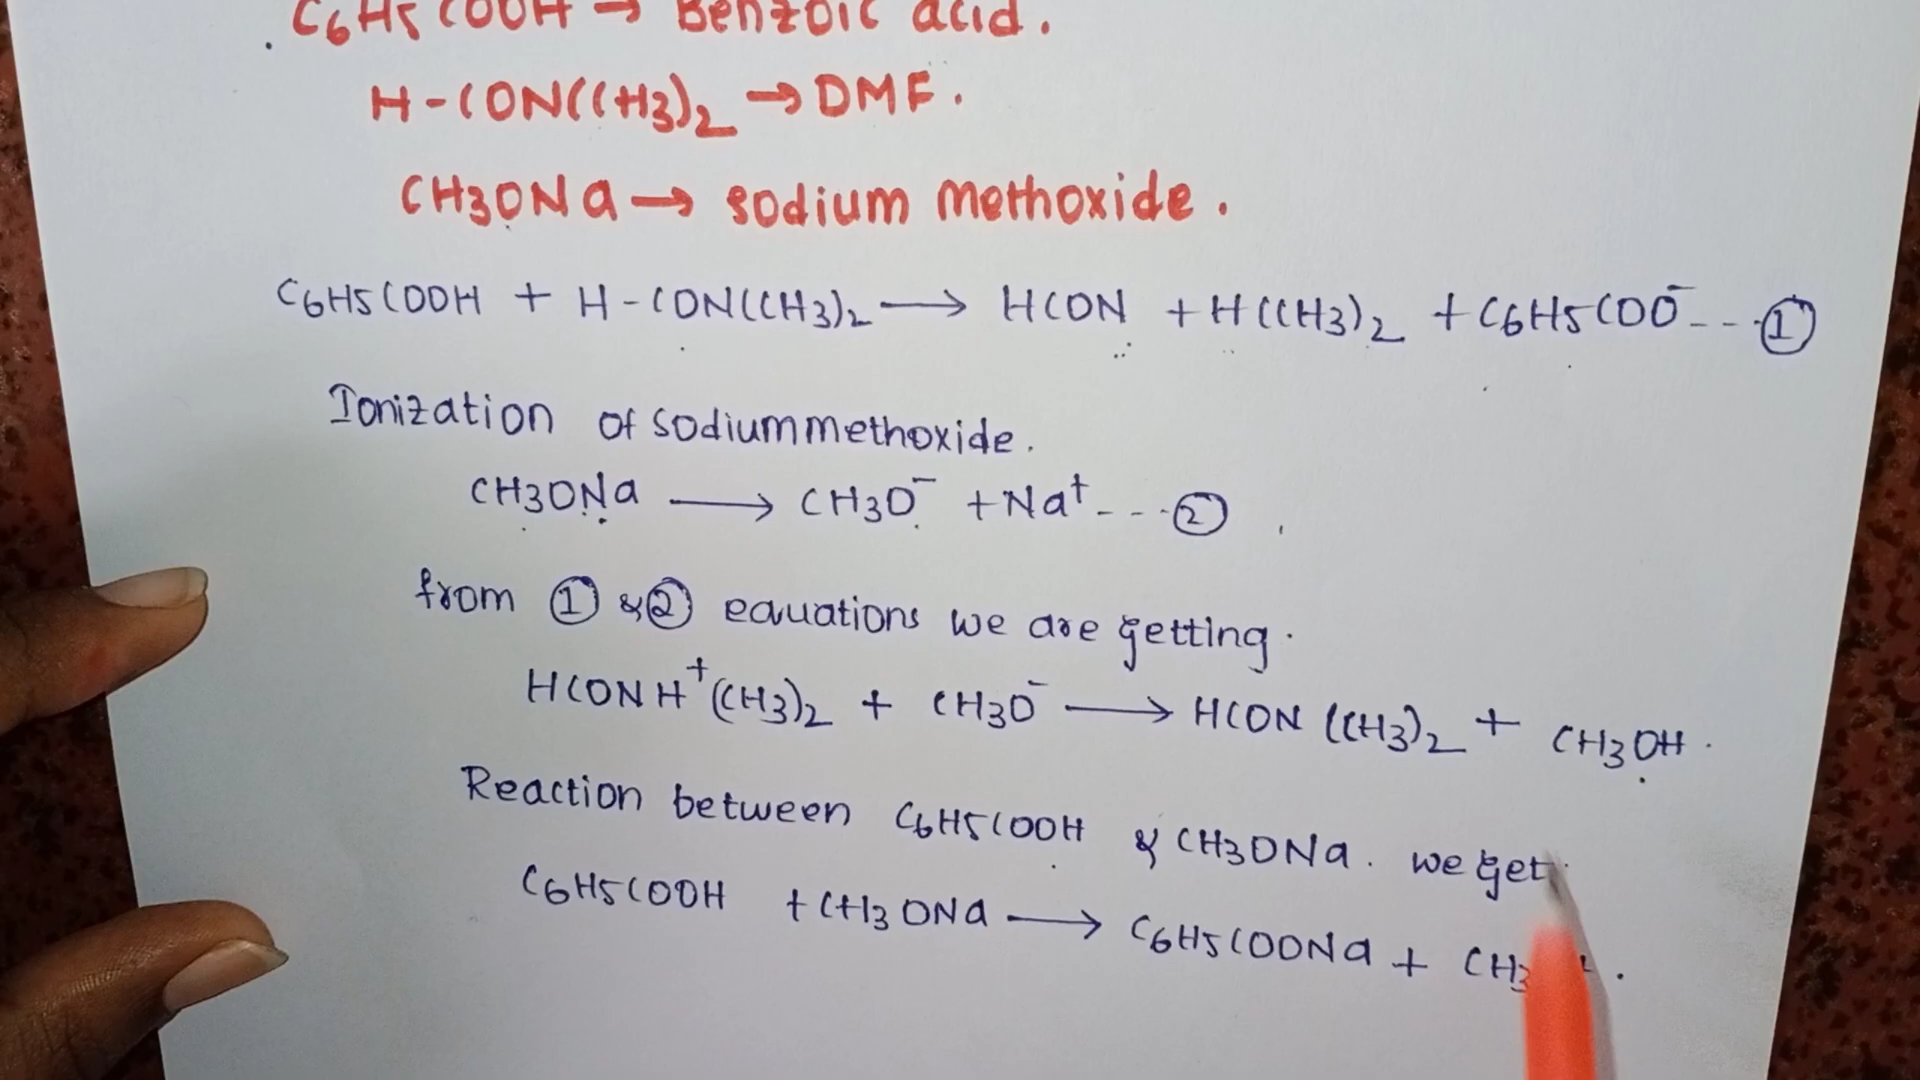 C6H5COOH → Benzoic acid.
H-CON(CH3)2 → DMF.
CH3ONa → sodium methoxide.
C6H5COOH + H-CON(CH3)2 → HCON + H(CH3)2 + C6H5COO⁻ --- ①
Ionization of sodiummethoxide.
CH3ONa → CH3O⁻ + Na⁺ --- ②
from ① & ② equations we are getting.
HCONH⁺(CH3)2 + CH3O⁻ → HCON(CH3)2 + CH3OH.
Reaction between C6H5COOH & CH3ONa. we get
C6H5COOH + CH3ONa → C6H5COONa + CH3